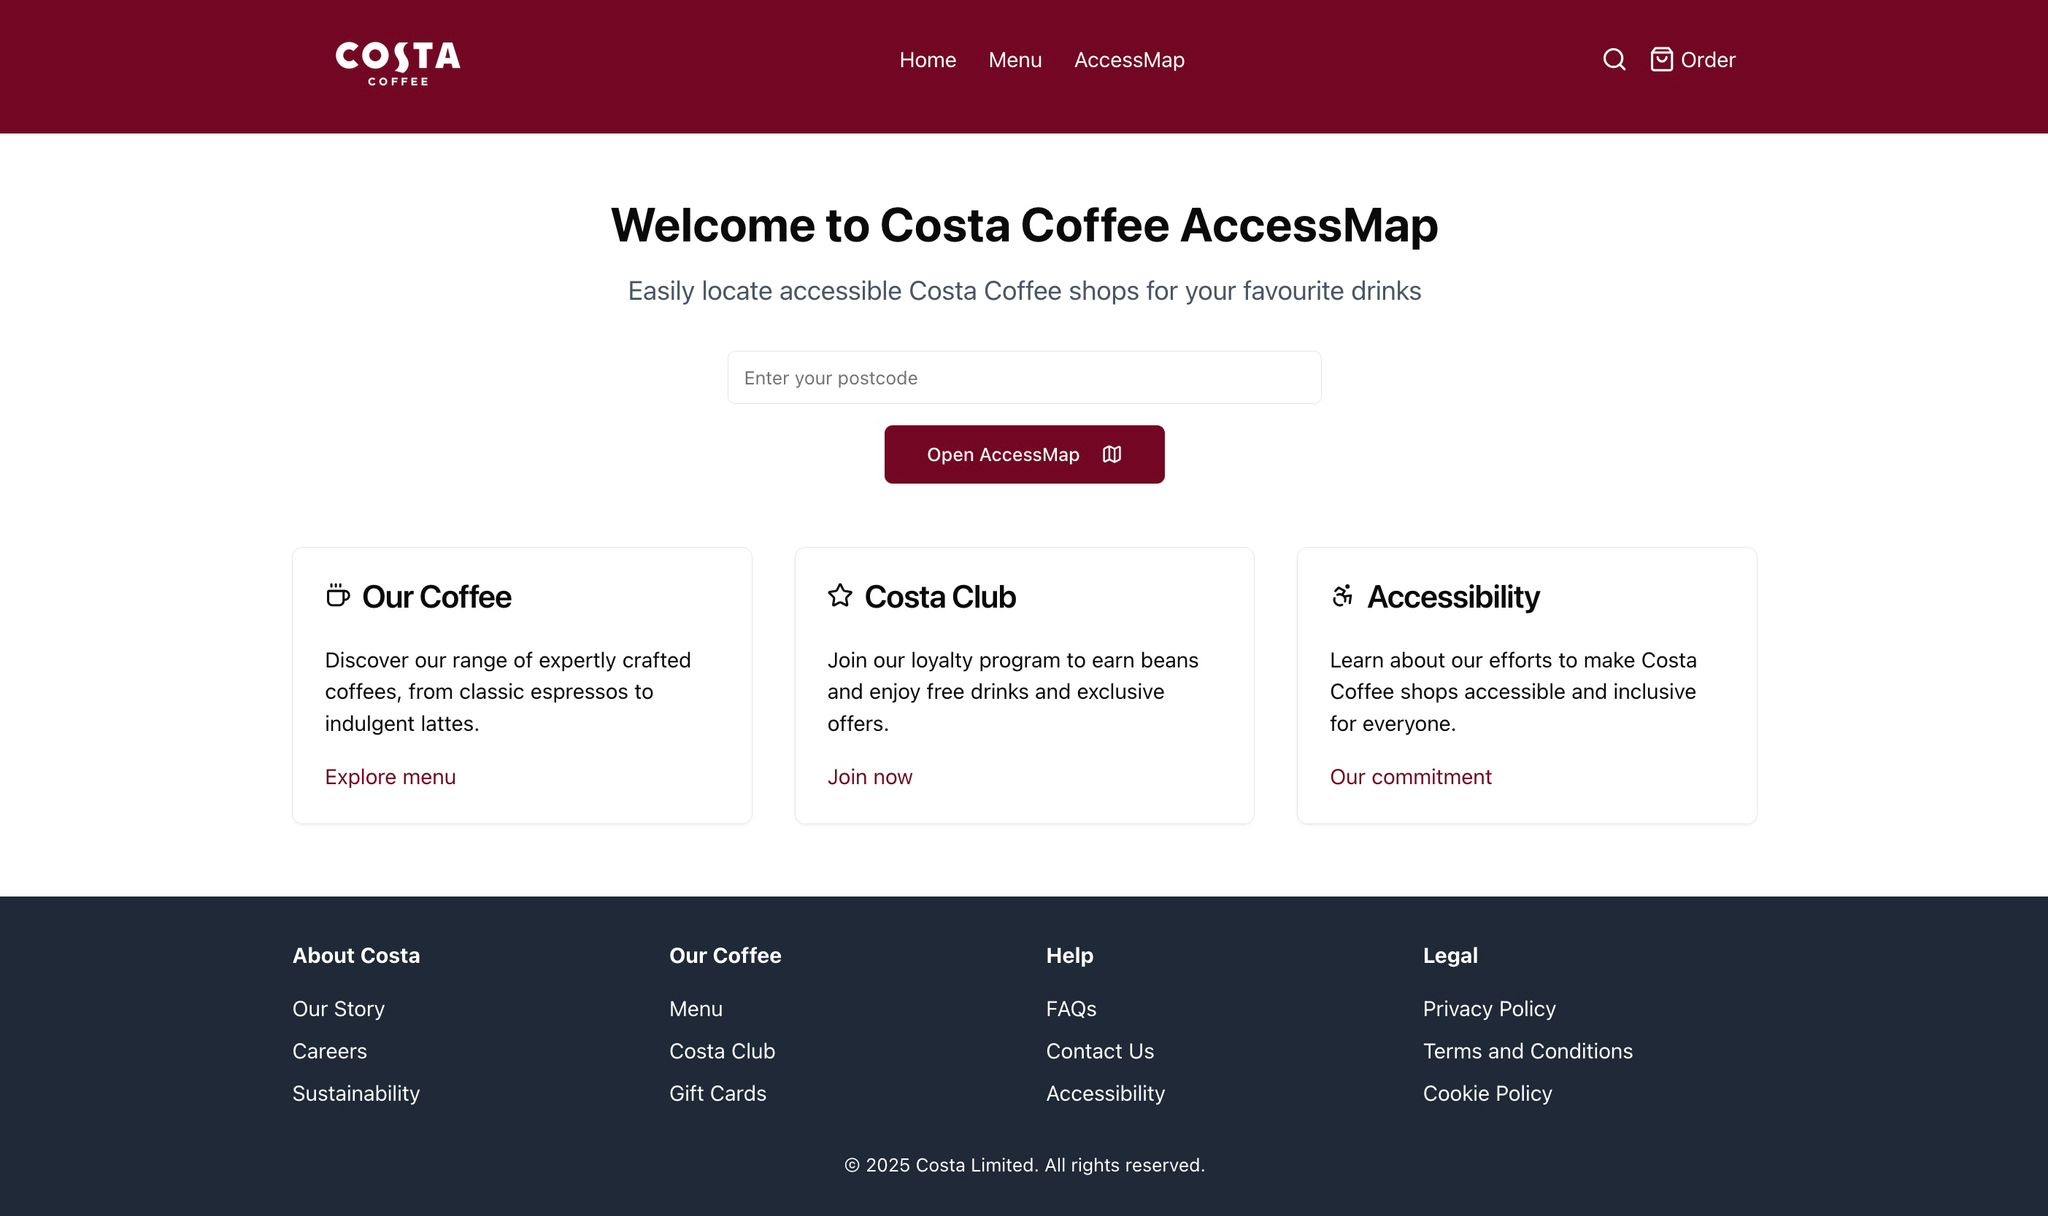 COSTA
COFFEE
Home
Menu
AccessMap
Order
Welcome to Costa Coffee AccessMap
Easily locate accessible Costa Coffee shops for your favourite drinks
Enter your postcode
Open AccessMap
Our Coffee
Discover our range of expertly crafted
coffees, from classic espressos to
indulgent lattes.
Explore menu
Costa Club
Join our loyalty program to earn beans
and enjoy free drinks and exclusive
offers.
Join now
Accessibility
Learn about our efforts to make Costa
Coffee shops accessible and inclusive
for everyone.
Our commitment
About Costa
Our Story
Careers
Sustainability
Our Coffee
Menu
Costa Club
Gift Cards
Help
FAQs
Contact Us
Accessibility
Legal
Privacy Policy
Terms and Conditions
Cookie Policy
© 2025 Costa Limited. All rights reserved.